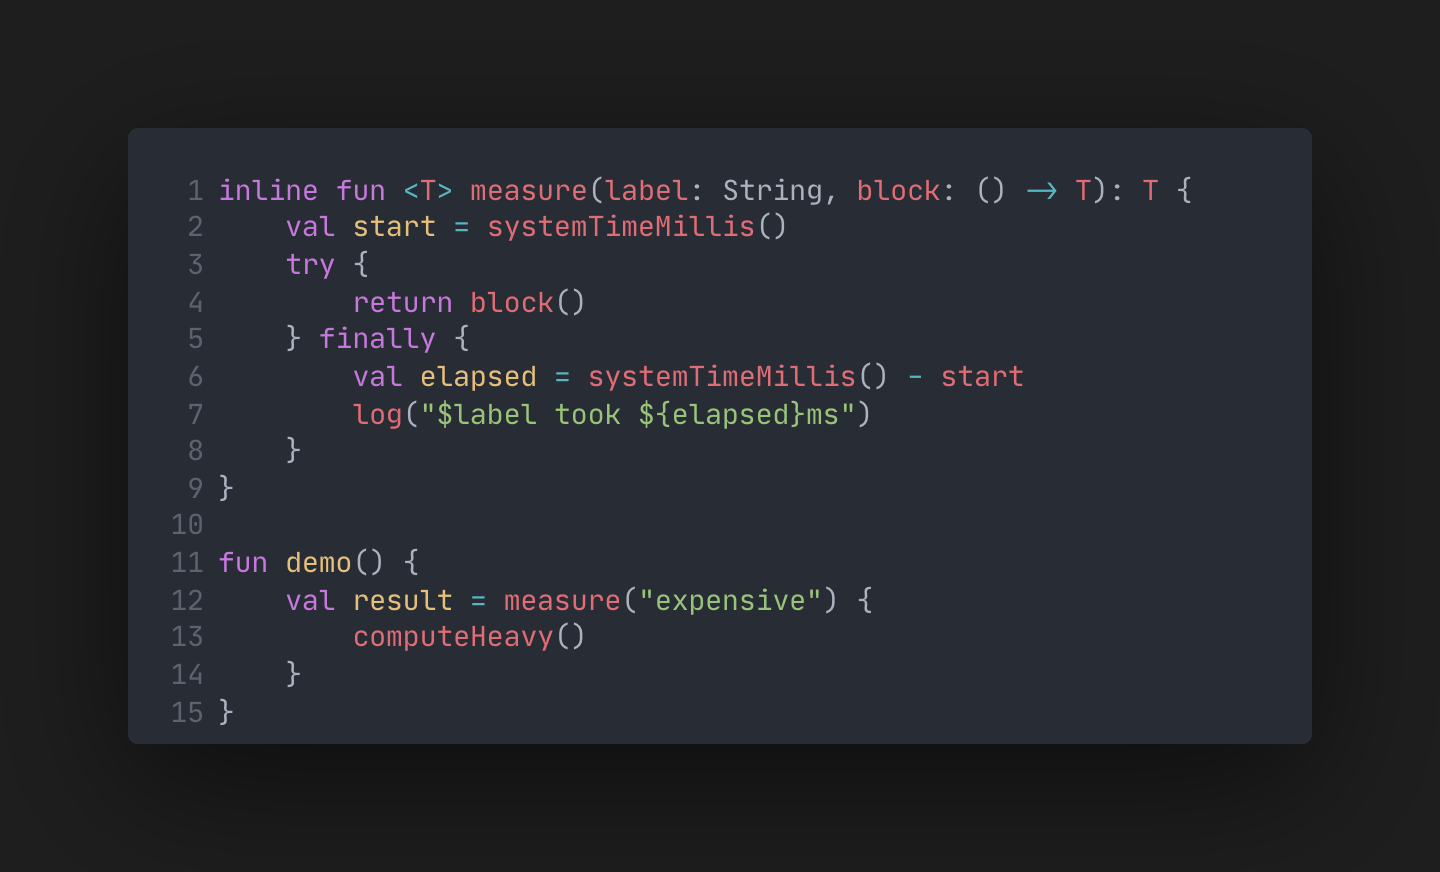 1 inline fun <T> measure(label: String, block: () -> T): T {
2     val start = systemTimeMillis()
3     try {
4         return block()
5     } finally {
6         val elapsed = systemTimeMillis() - start
7         log("$label took ${elapsed}ms")
8     }
9 }
10
11 fun demo() {
12     val result = measure("expensive") {
13         computeHeavy()
14     }
15 }